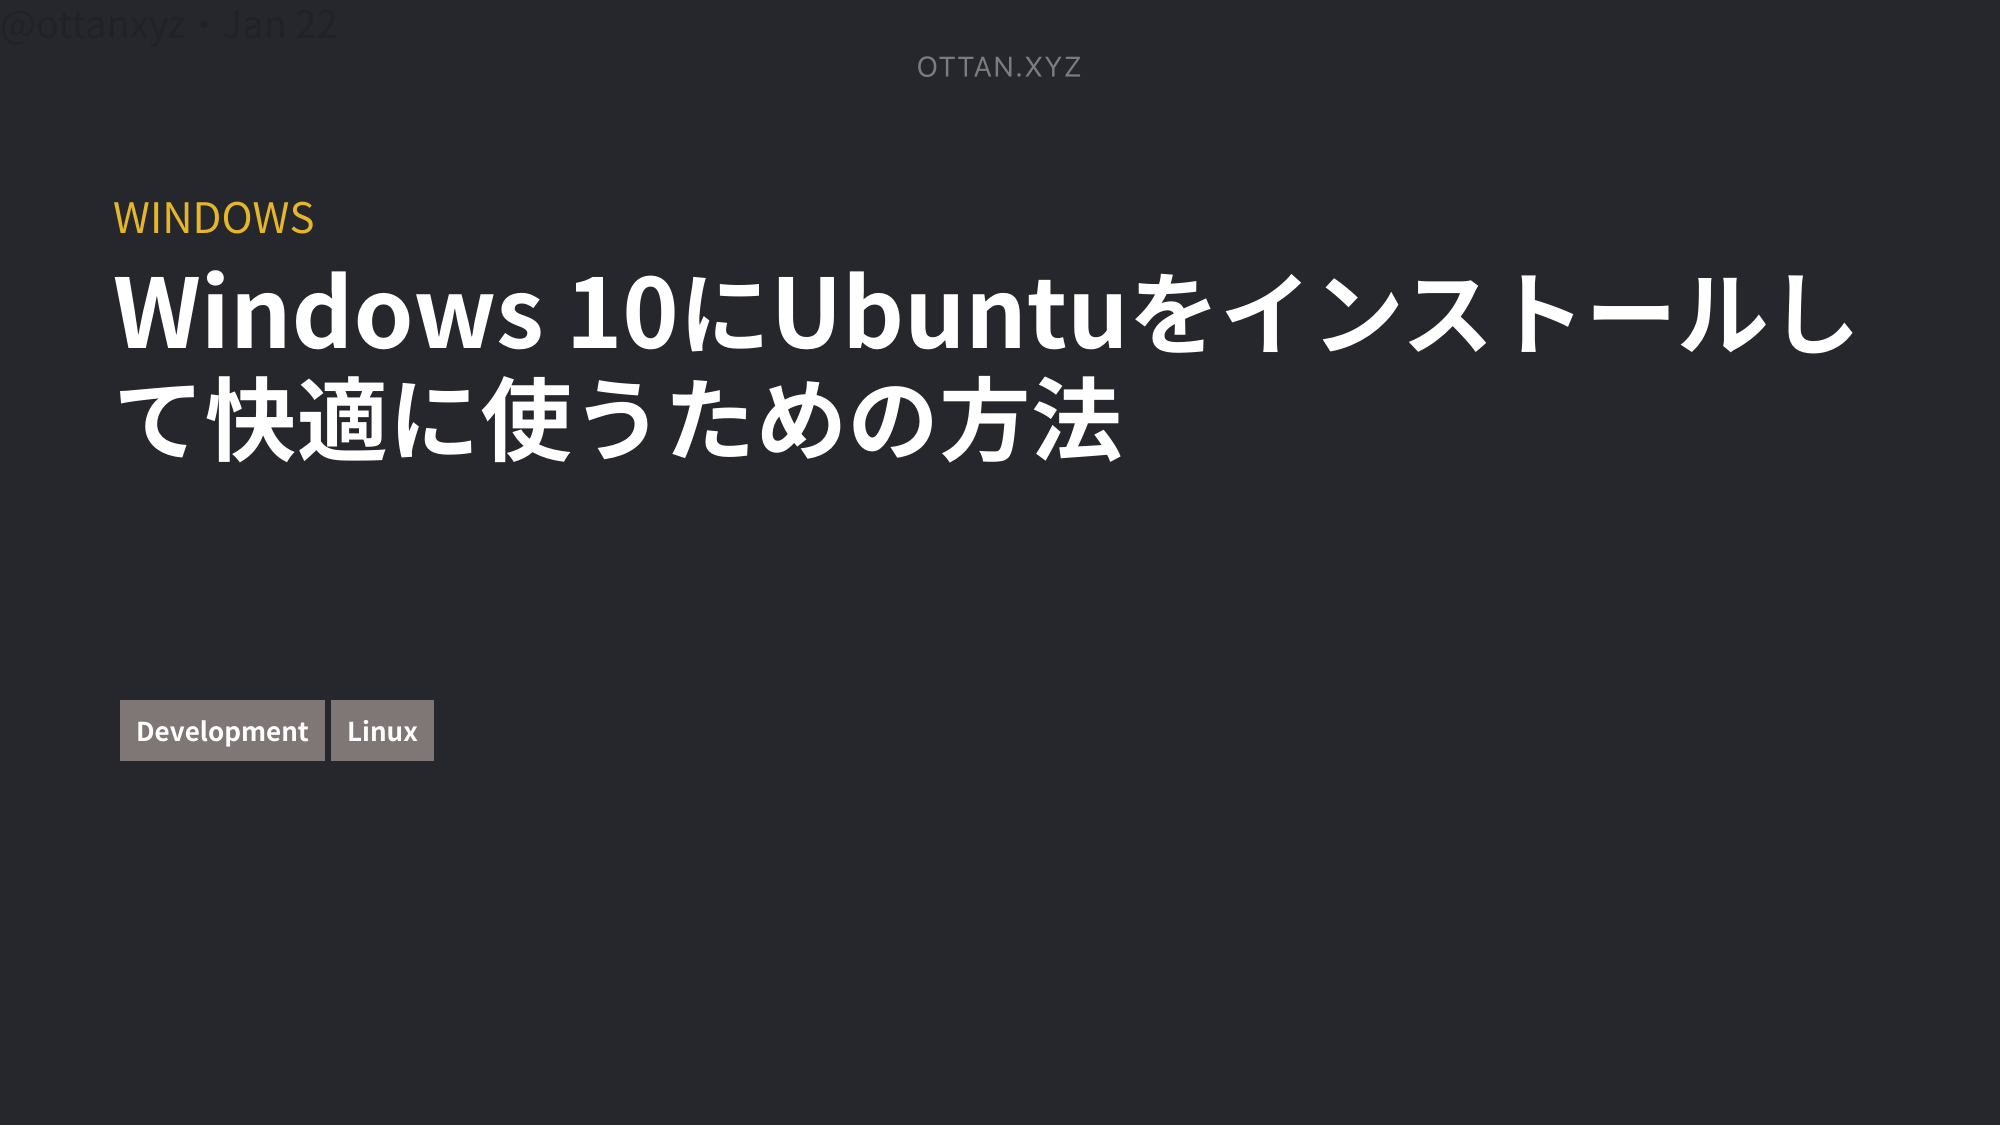 @ottanxyz・Jan 22
OTTAN.XYZ
WINDOWS
Windows 10にUbuntuをインストールし
て快適に使うための方法
Development Linux